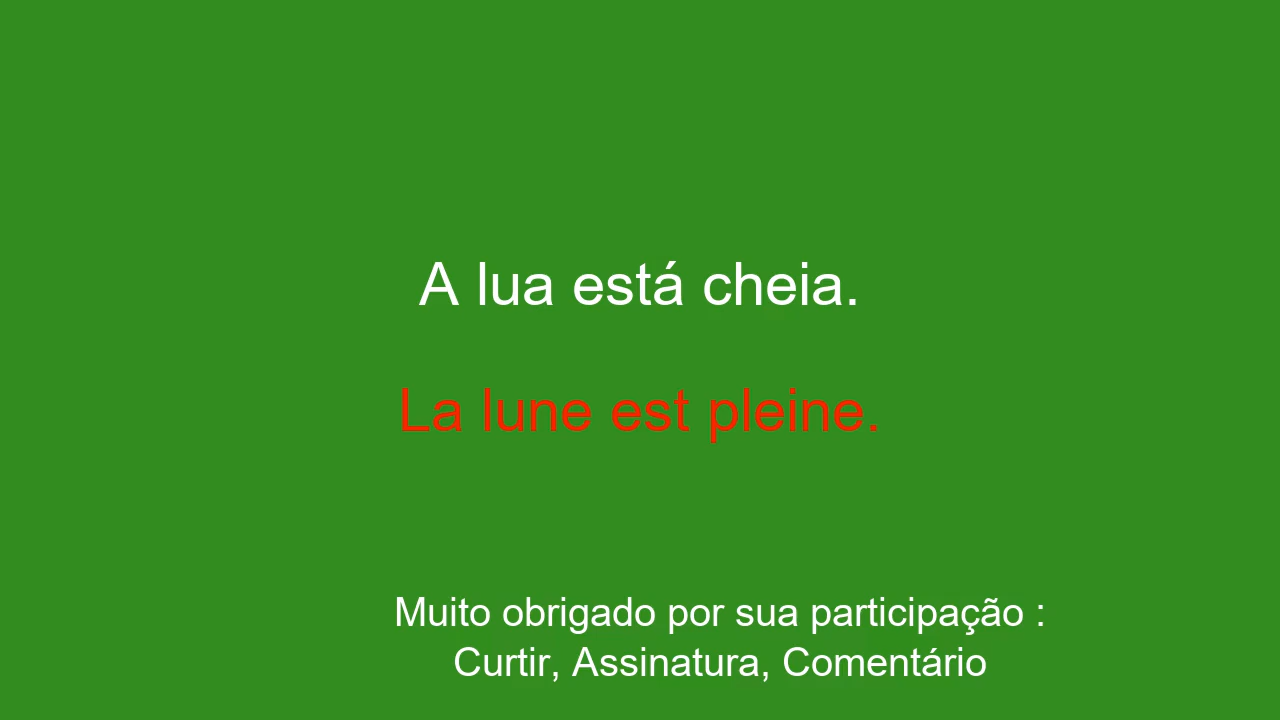 A lua está cheia.
La lune est pleine.
Muito obrigado por sua participação :
Curtir, Assinatura, Comentário